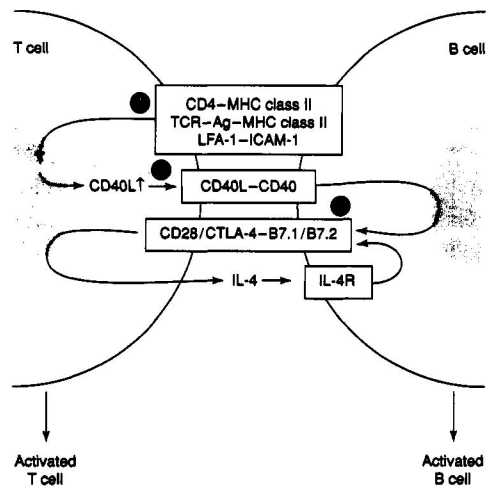 T cell
B cell
CD4–MHC class II
TCR–Ag–MHC class II
LFA-1–ICAM-1
CD40L↑
CD40L–CD40
CD28/CTLA-4–B7.1/B7.2
IL-4
IL-4R
Activated
T cell
Activated
B cell